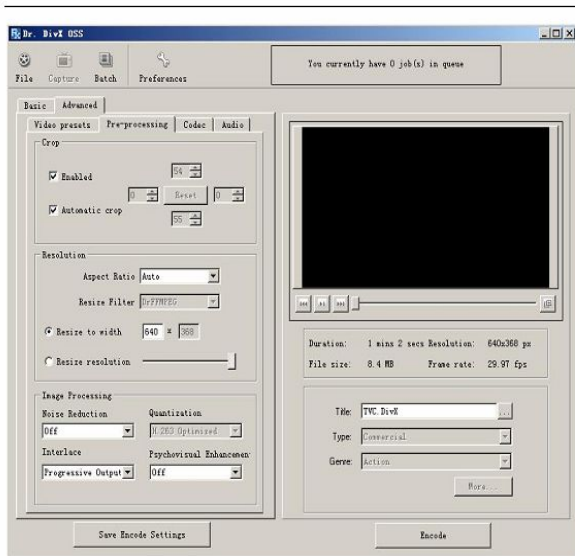 Dr. DivX OSS
File Capture Batch Preferences
You currently have 0 job(s) in queue
Basic Advanced
Video presets Pre-processing Codec Audio
Crop
Enabled
54
0 Reset 0
Automatic crop
55
Resolution
Aspect Ratio Auto
Resize Filter DrFFMPEG
Resize to width 640 x 368
Resize resolution
Image Processing
Noise Reduction Quantization
Off H.263 Optimized
Interlace Psychovisual Enhancemen
Progressive Output Off
Save Encode Settings
Duration: 1 mins 2 secs Resolution: 640x368 px
File size: 8.4 MB Frame rate: 29.97 fps
Title: TVC.DivX ...
Type: Commercial
Genre: Action
More...
Encode